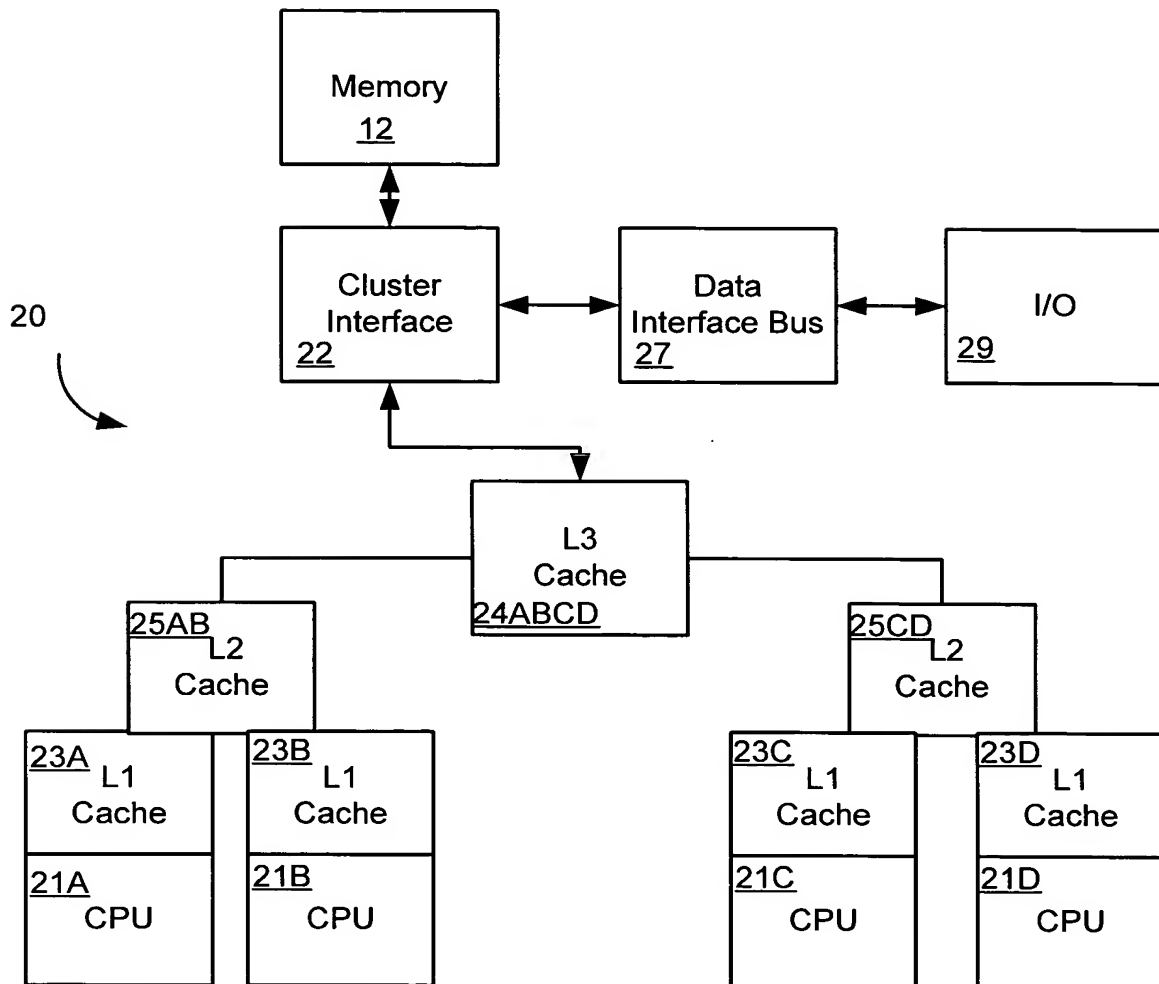 Memory
12
Cluster
Interface
22
Data
Interface Bus
27
I/O
29
20
L3
Cache
24ABCD
25AB
L2
Cache
25CD
L2
Cache
23A
L1
Cache
23B
L1
Cache
23C
L1
Cache
23D
L1
Cache
21A
CPU
21B
CPU
21C
CPU
21D
CPU